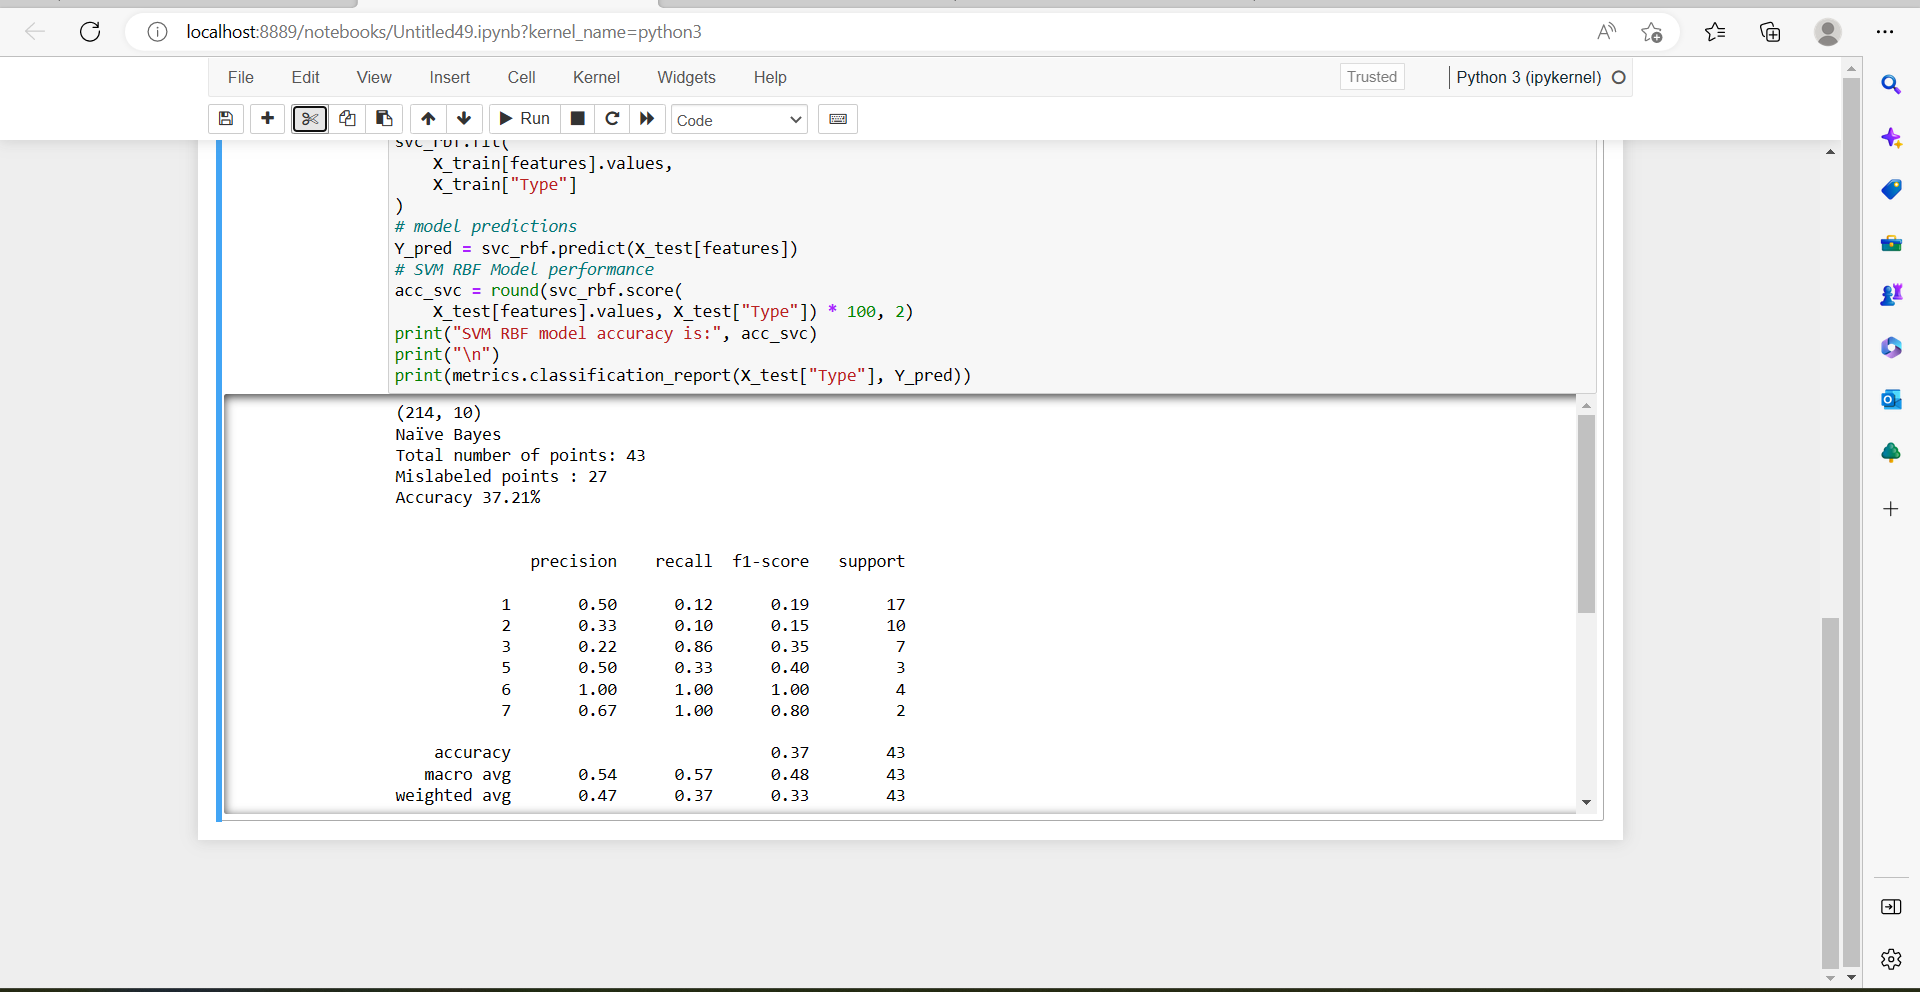 localhost:8889/notebooks/Untitled49.ipynb?kernel_name=python3
File Edit View Insert Cell Kernel Widgets Help Trusted Python 3 (ipykernel)
Run Code
svc_rbf.fit(
    X_train[features].values,
    X_train["Type"]
)
# model predictions
Y_pred = svc_rbf.predict(X_test[features])
# SVM RBF Model performance
acc_svc = round(svc_rbf.score(
    X_test[features].values, X_test["Type"]) * 100, 2)
print("SVM RBF model accuracy is:", acc_svc)
print("\n")
print(metrics.classification_report(X_test["Type"], Y_pred))
(214, 10)
Naïve Bayes
Total number of points: 43
Mislabeled points : 27
Accuracy 37.21%
precision recall f1-score support
1 0.50 0.12 0.19 17
2 0.33 0.10 0.15 10
3 0.22 0.86 0.35 7
5 0.50 0.33 0.40 3
6 1.00 1.00 1.00 4
7 0.67 1.00 0.80 2
accuracy 0.37 43
macro avg 0.54 0.57 0.48 43
weighted avg 0.47 0.37 0.33 43